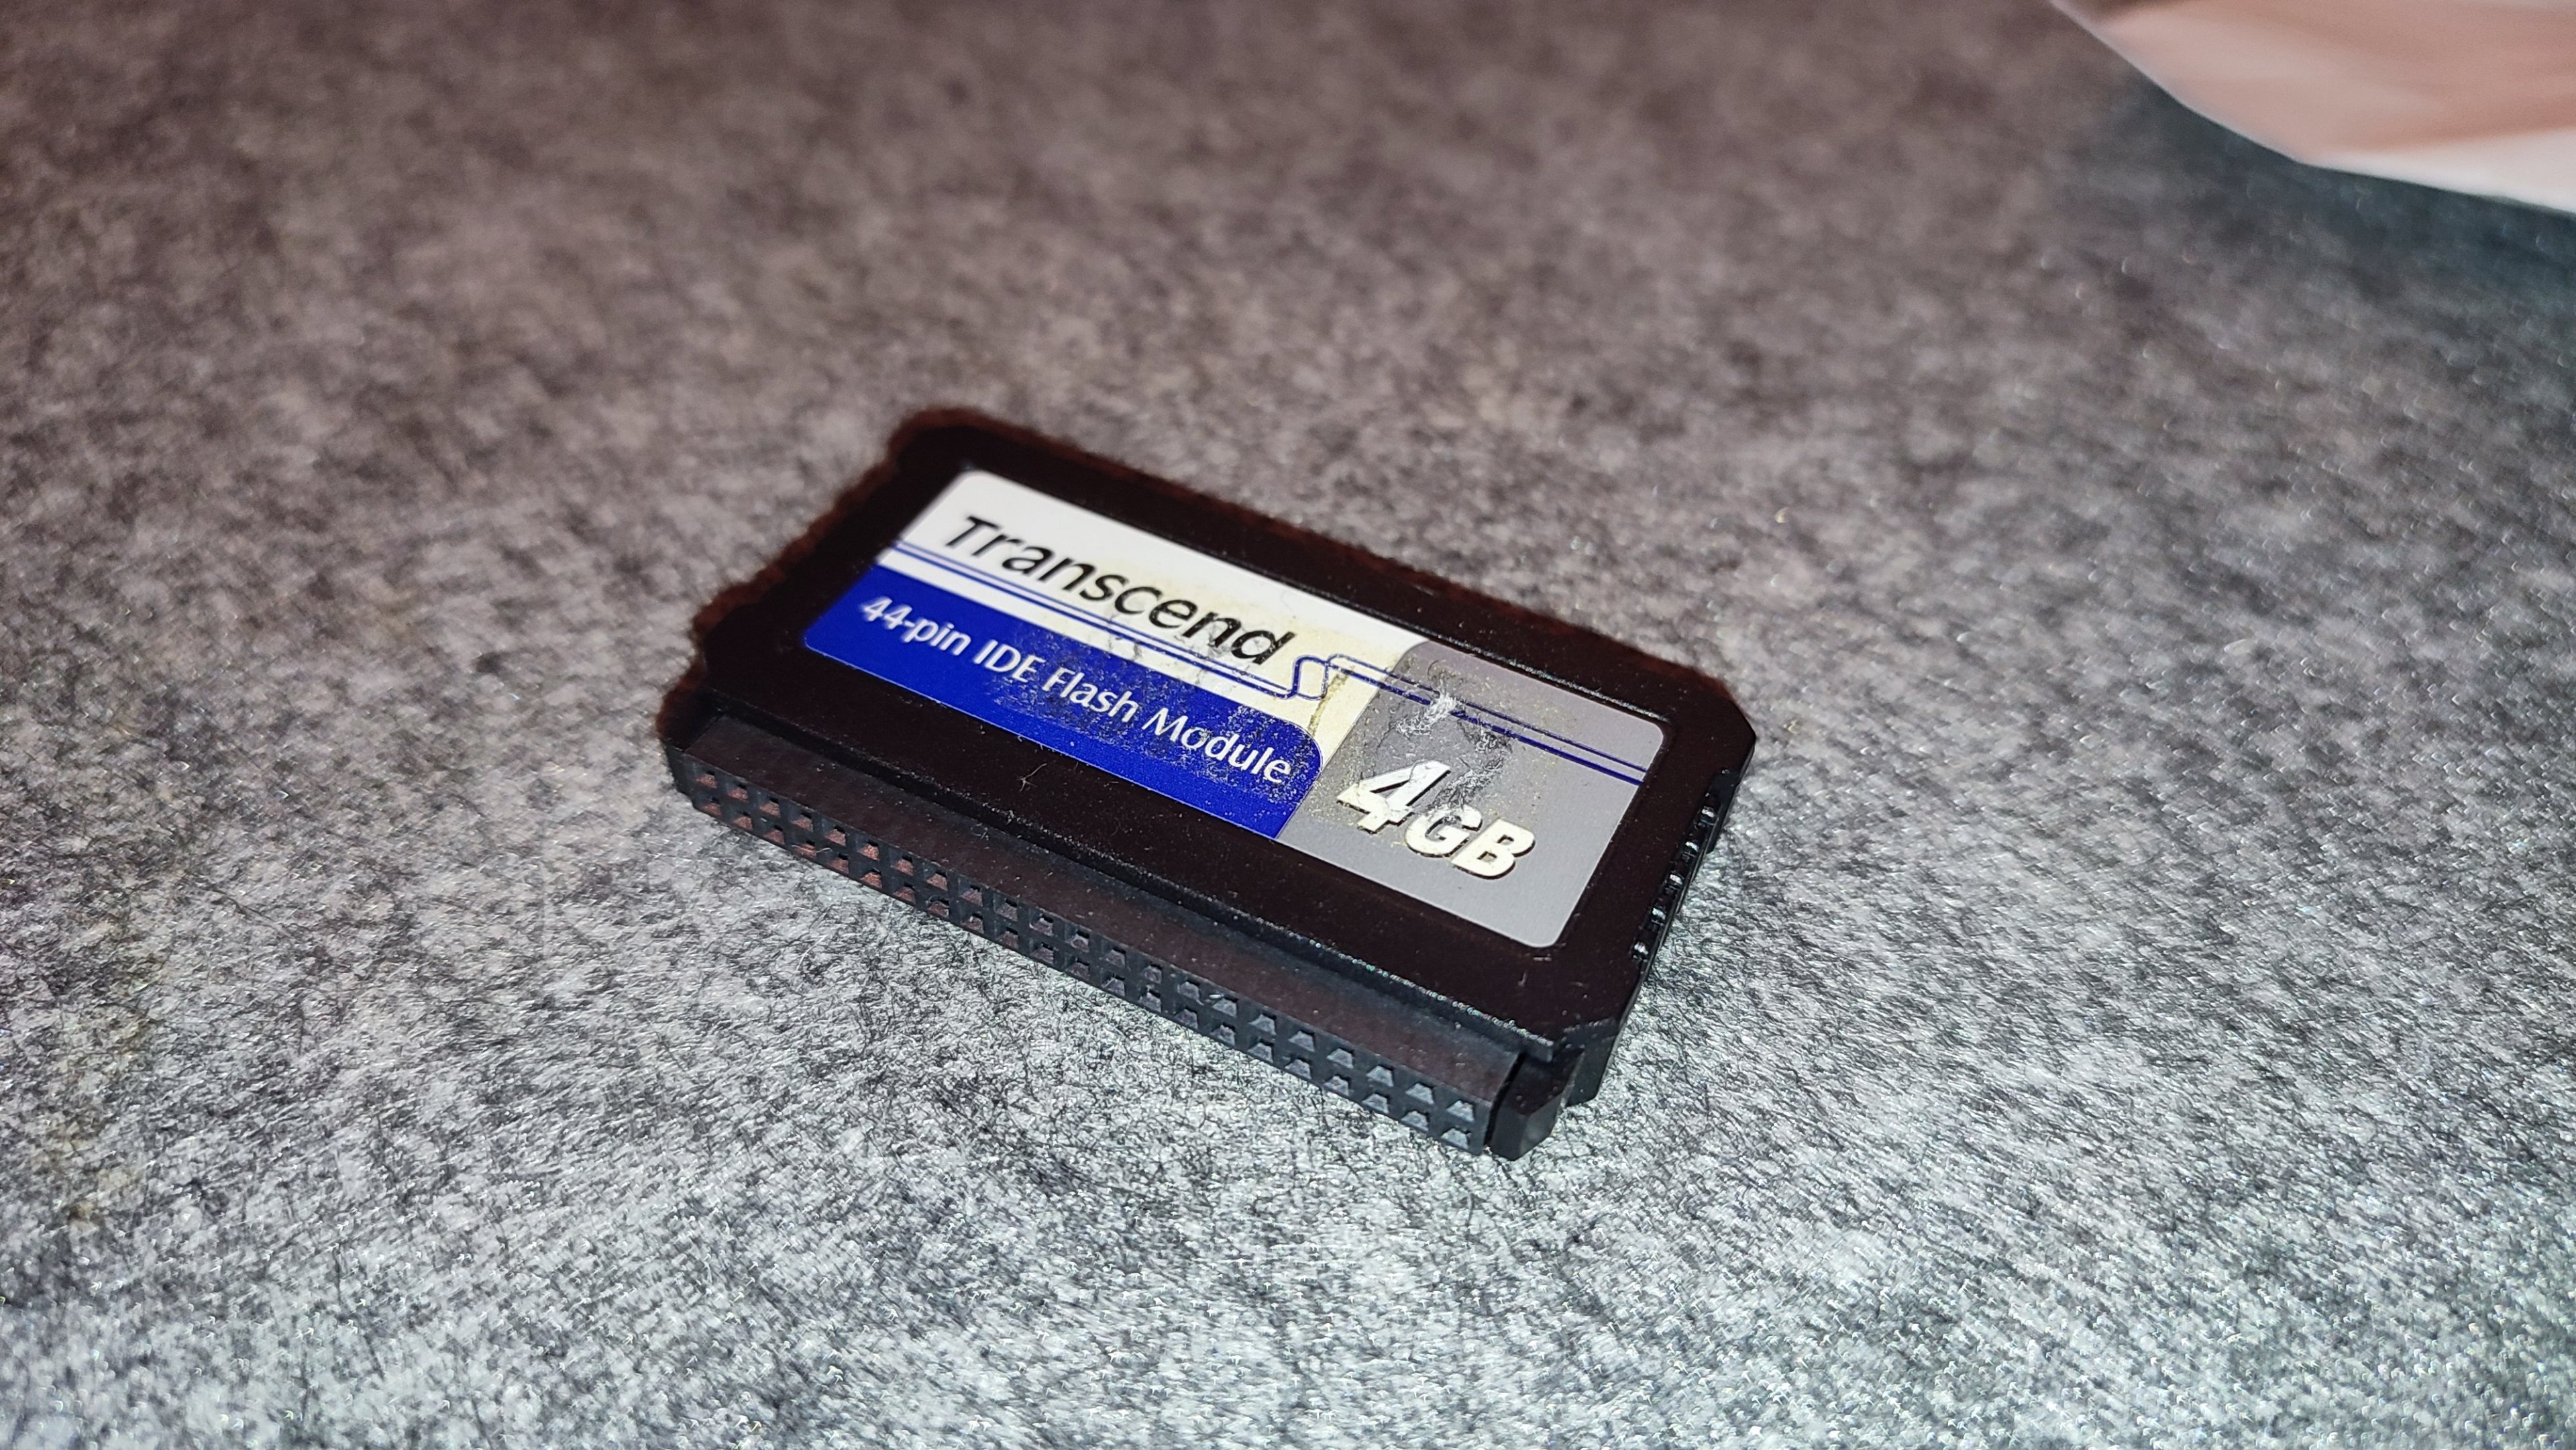 Transcend
44-pin IDE Flash Module
4GB